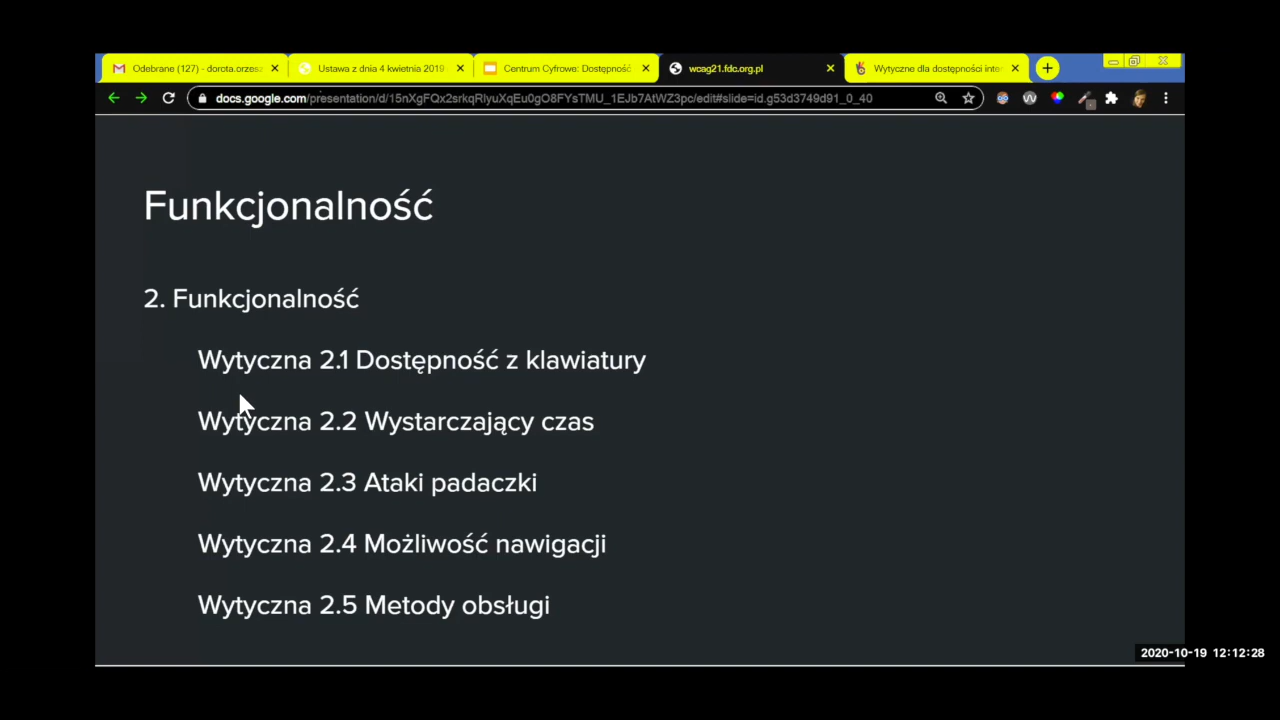 Odebrane (127) - dorota.orzesz
Ustawa z dnia 4 kwietnia 2019
Centrum Cyfrowe: Dostępność
wcag21.fdc.org.pl
Wytyczne dla dostępności inter
docs.google.com/presentation/d/15nXgFQx2srkqRlyuXqEu0gO8FYsTMU_1EJb7AtWZ3pc/edit#slide=id.g53d3749d91_0_40
Funkcjonalność
2. Funkcjonalność
Wytyczna 2.1 Dostępność z klawiatury
Wytyczna 2.2 Wystarczający czas
Wytyczna 2.3 Ataki padaczki
Wytyczna 2.4 Możliwość nawigacji
Wytyczna 2.5 Metody obsługi
2020-10-19 12:12:28